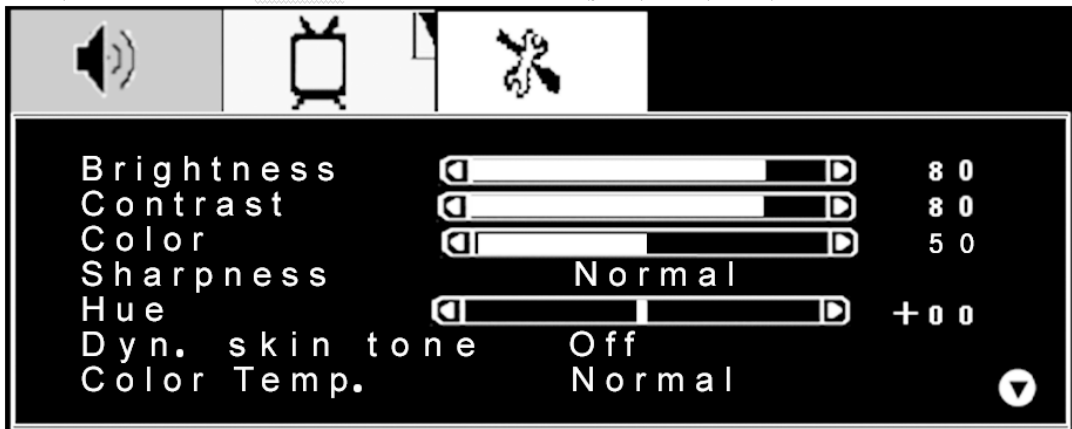 Brightness 80
Contrast 80
Color 50
Sharpness Normal
Hue +00
Dyn. skin tone Off
Color Temp. Normal